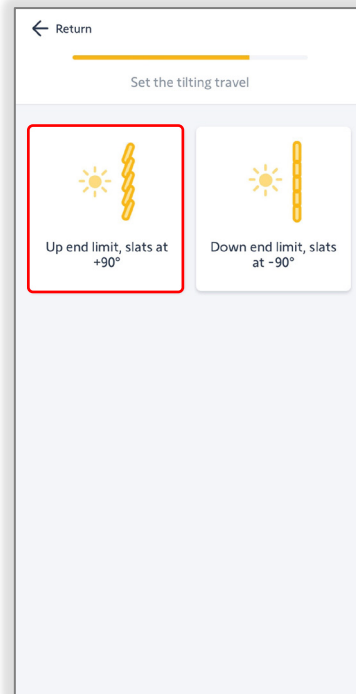 Return
Set the tilting travel
Up end limit, slats at
+90°
Down end limit, slats
at -90°